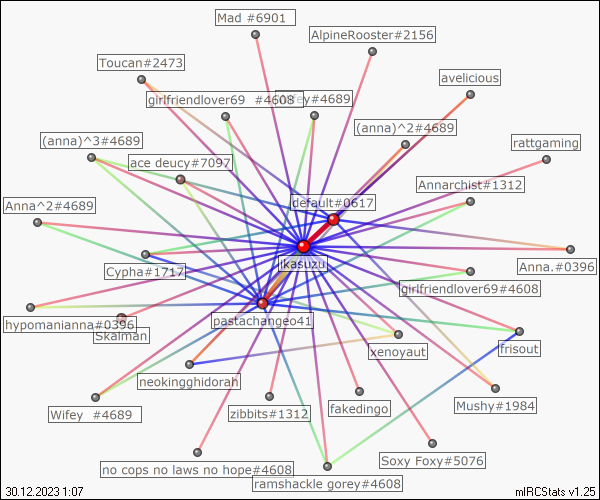 Mad #6901
AlpineRooster#2156
Toucan#2473
avelicious
girlfriendlover69 #4608
#4689
(anna)^2#4689
(anna)^3#4689
rattgaming
ace deucy#7097
Annarchist#1312
default#0617
Anna^2#4689
ikasuzu
Cypha#1717
Anna.#0396
girlfriendlover69#4608
pastachangeo41
hypomanianna#0396
Skalman
xenoyaut
frisout
neokingghidorah
Mushy#1984
Wifey #4689
zibbits#1312
fakedingo
no cops no laws no hope#4608
Soxy Foxy#5076
ramshackle gorey#4608
30.12.2023 1:07
mIRCStats v1.25